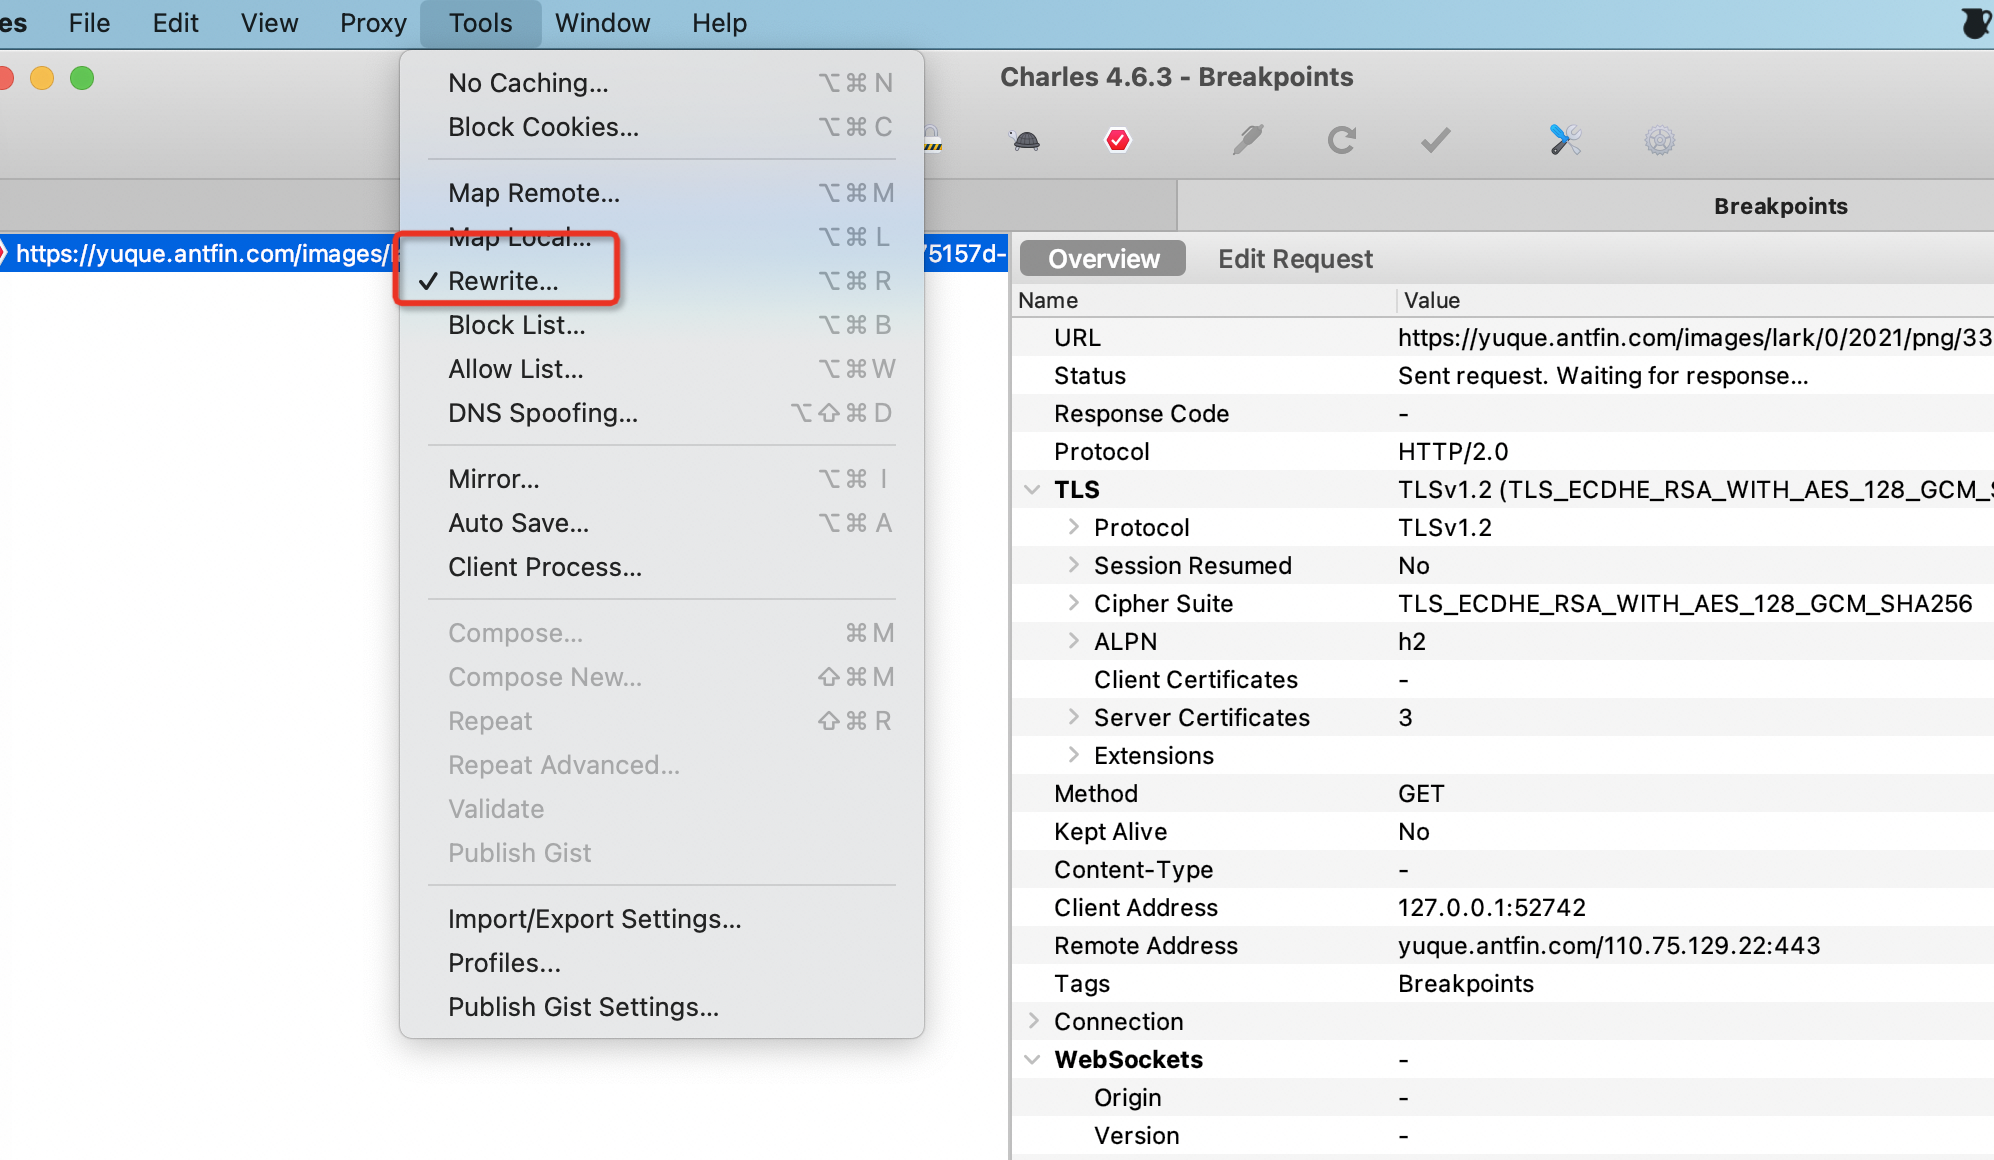 es File Edit View Proxy Tools Window Help
Charles 4.6.3 - Breakpoints
No Caching... ⌥⌘N
Block Cookies... ⌥⌘C
Map Remote... ⌥⌘M
Map Local... ⌥⌘L
✓ Rewrite... ⌥⌘R
Block List... ⌥⌘B
Allow List... ⌥⌘W
DNS Spoofing... ⌥⇧⌘D
Mirror... ⌥⌘I
Auto Save... ⌥⌘A
Client Process...
Compose... ⌘M
Compose New... ⇧⌘M
Repeat ⇧⌘R
Repeat Advanced...
Validate
Publish Gist
Import/Export Settings...
Profiles...
Publish Gist Settings...
https://yuque.antfin.com/images/
75157d-
Breakpoints
Overview Edit Request
Name Value
URL https://yuque.antfin.com/images/lark/0/2021/png/33
Status Sent request. Waiting for response...
Response Code -
Protocol HTTP/2.0
TLS TLSv1.2 (TLS_ECDHE_RSA_WITH_AES_128_GCM_S
Protocol TLSv1.2
Session Resumed No
Cipher Suite TLS_ECDHE_RSA_WITH_AES_128_GCM_SHA256
ALPN h2
Client Certificates -
Server Certificates 3
Extensions
Method GET
Kept Alive No
Content-Type -
Client Address 127.0.0.1:52742
Remote Address yuque.antfin.com/110.75.129.22:443
Tags Breakpoints
Connection
WebSockets -
Origin -
Version -